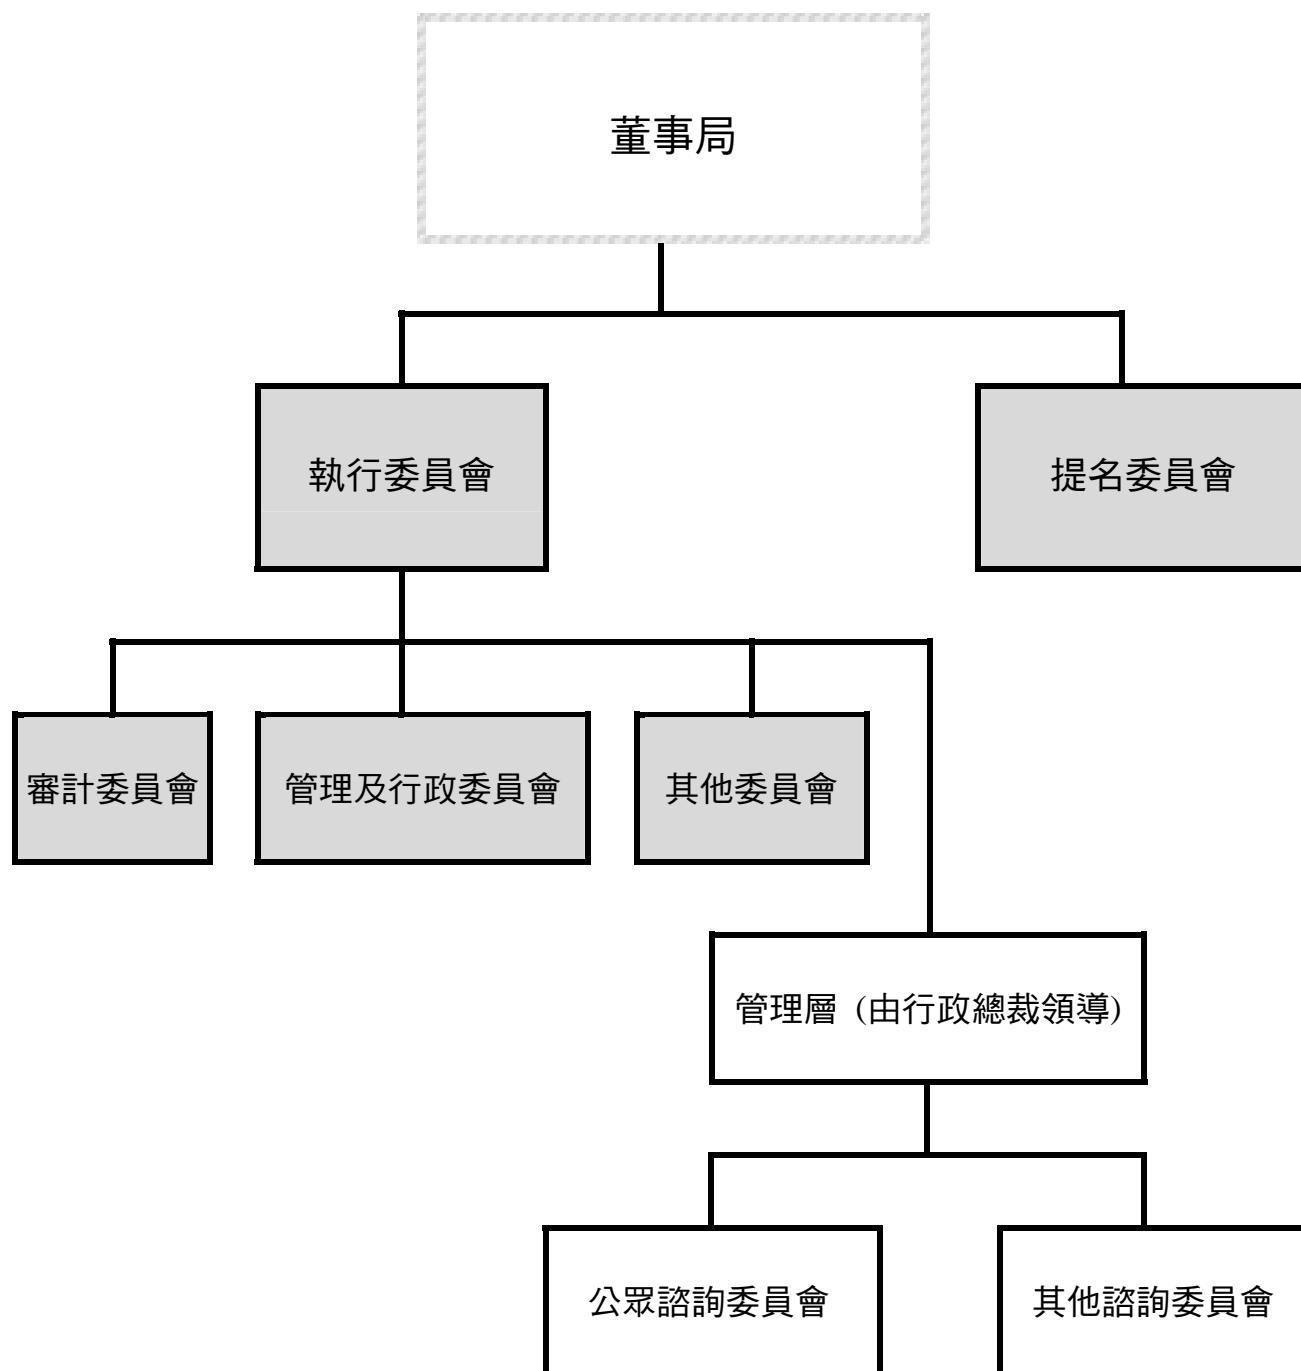 董事局
執行委員會
提名委員會
審計委員會
管理及行政委員會
其他委員會
管理層 (由行政總裁領導)
公眾諮詢委員會
其他諮詢委員會